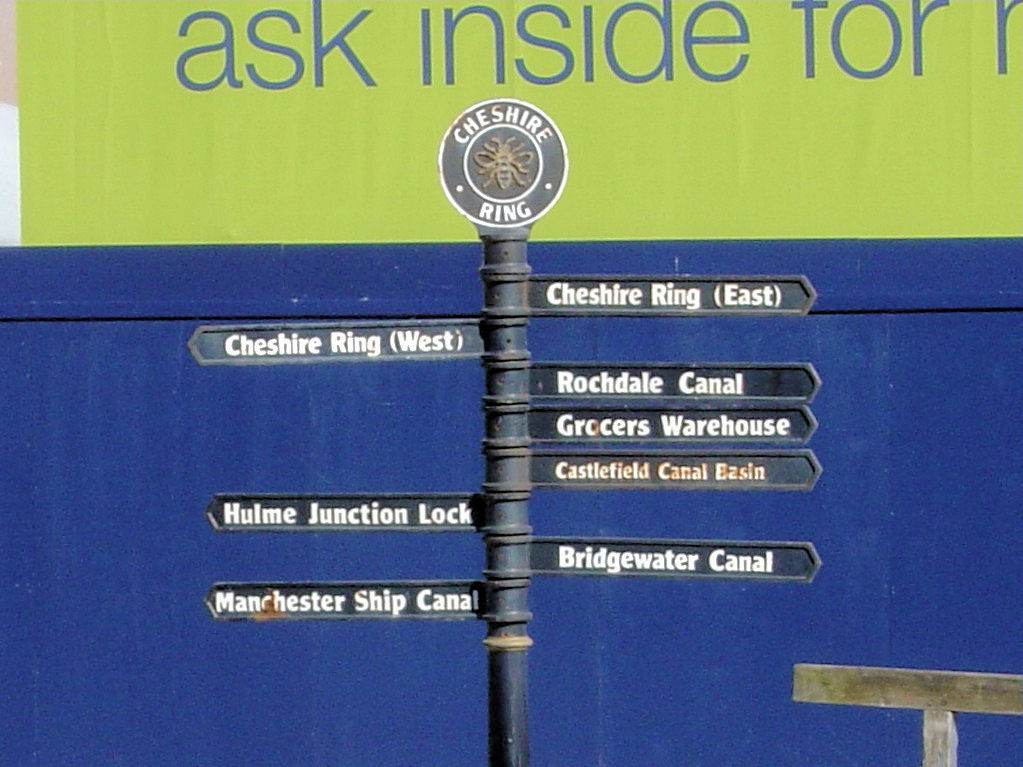 ask inside for
CHESHIRE
RING
Cheshire Ring (East)
Cheshire Ring (West)
Rochdale Canal
Grocers Warehouse
Castlefield Canal Basin
Hulme Junction Lock
Bridgewater Canal
Manchester Ship Canal